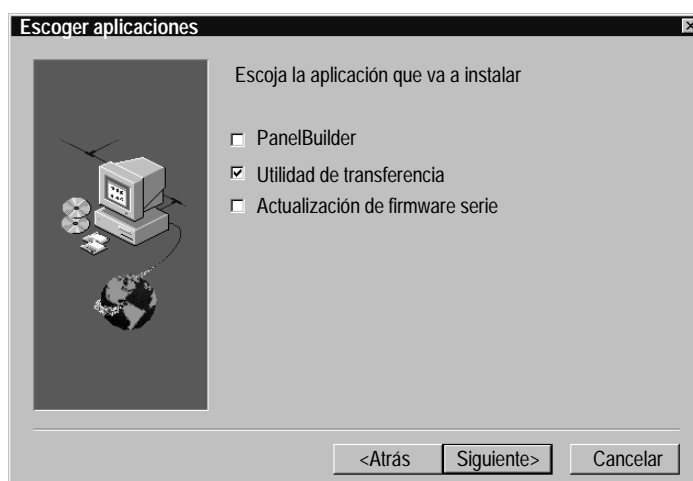 Escoger aplicaciones
Escoja la aplicación que va a instalar
PanelBuilder
Utilidad de transferencia
Actualización de firmware serie
<Atrás
Siguiente>
Cancelar